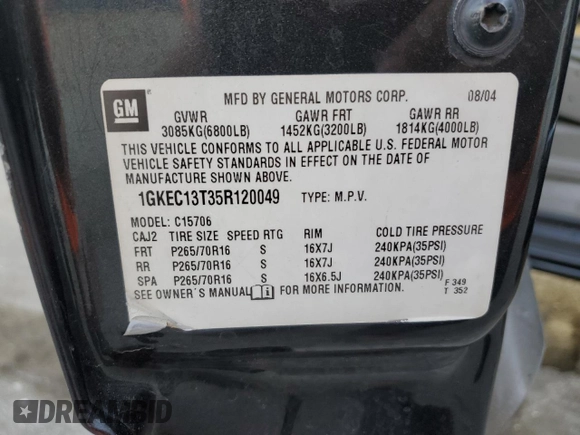 GM
MFD BY GENERAL MOTORS CORP. 08/04
GVWR GAWR FRT GAWR RR
3085KG(6800LB) 1452KG(3200LB) 1814KG(4000LB)
THIS VEHICLE CONFORMS TO ALL APPLICABLE U.S. FEDERAL MOTOR
VEHICLE SAFETY STANDARDS IN EFFECT ON THE DATE OF
MANUFACTURE SHOWN ABOVE.
1GKEC13T35R120049 TYPE: M.P.V.
MODEL: C15706
CAJ2 TIRE SIZE SPEED RTG RIM COLD TIRE PRESSURE
FRT P265/70R16 S 16X7J 240KPA(35PSI)
RR P265/70R16 S 16X7J 240KPA(35PSI)
SPA P265/70R16 S 16X6.5J 240KPA(35PSI)
SEE OWNER'S MANUAL FOR MORE INFORMATION.
F 349
T 352
DREAMBID